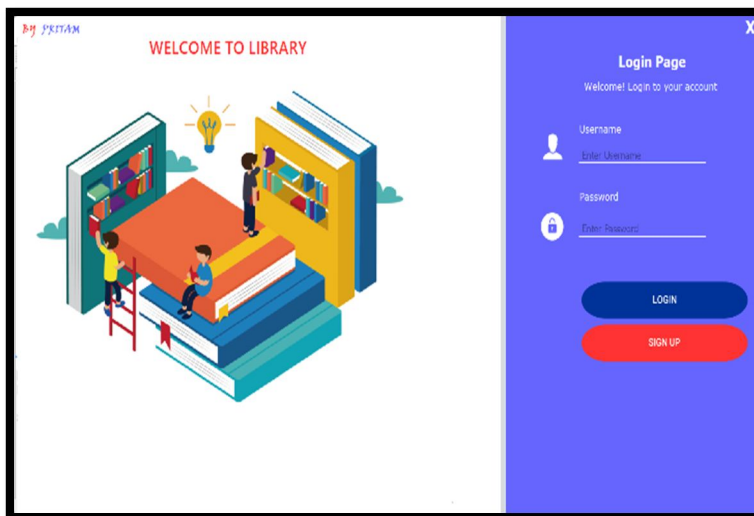 By PRITAM
WELCOME TO LIBRARY
X
Login Page
Welcome! Login to your account
Username
Enter Username
Password
Enter Password
LOGIN
SIGN UP